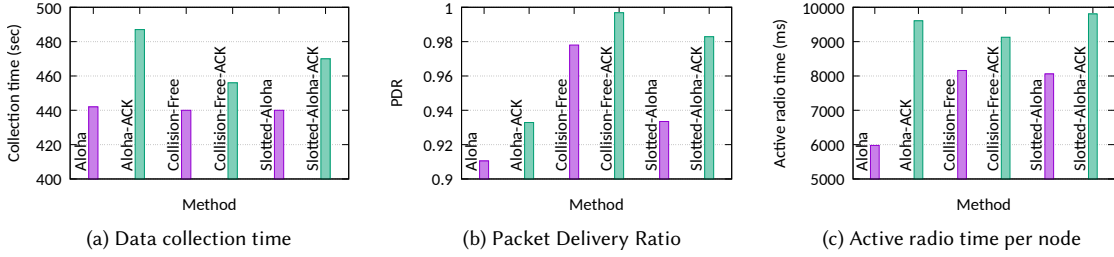 Collection time (sec)
500
480
460
440
420
400
Aloha
Aloha-ACK
Collision-Free
Collision-Free-ACK
Slotted-Aloha
Slotted-Aloha-ACK
Method
(a) Data collection time
PDR
1
0.98
0.96
0.94
0.92
0.9
Aloha
Aloha-ACK
Collision-Free
Collision-Free-ACK
Slotted-Aloha
Slotted-Aloha-ACK
Method
(b) Packet Delivery Ratio
Active radio time (ms)
10000
9000
8000
7000
6000
5000
Aloha
Aloha-ACK
Collision-Free
Collision-Free-ACK
Slotted-Aloha
Slotted-Aloha-ACK
Method
(c) Active radio time per node